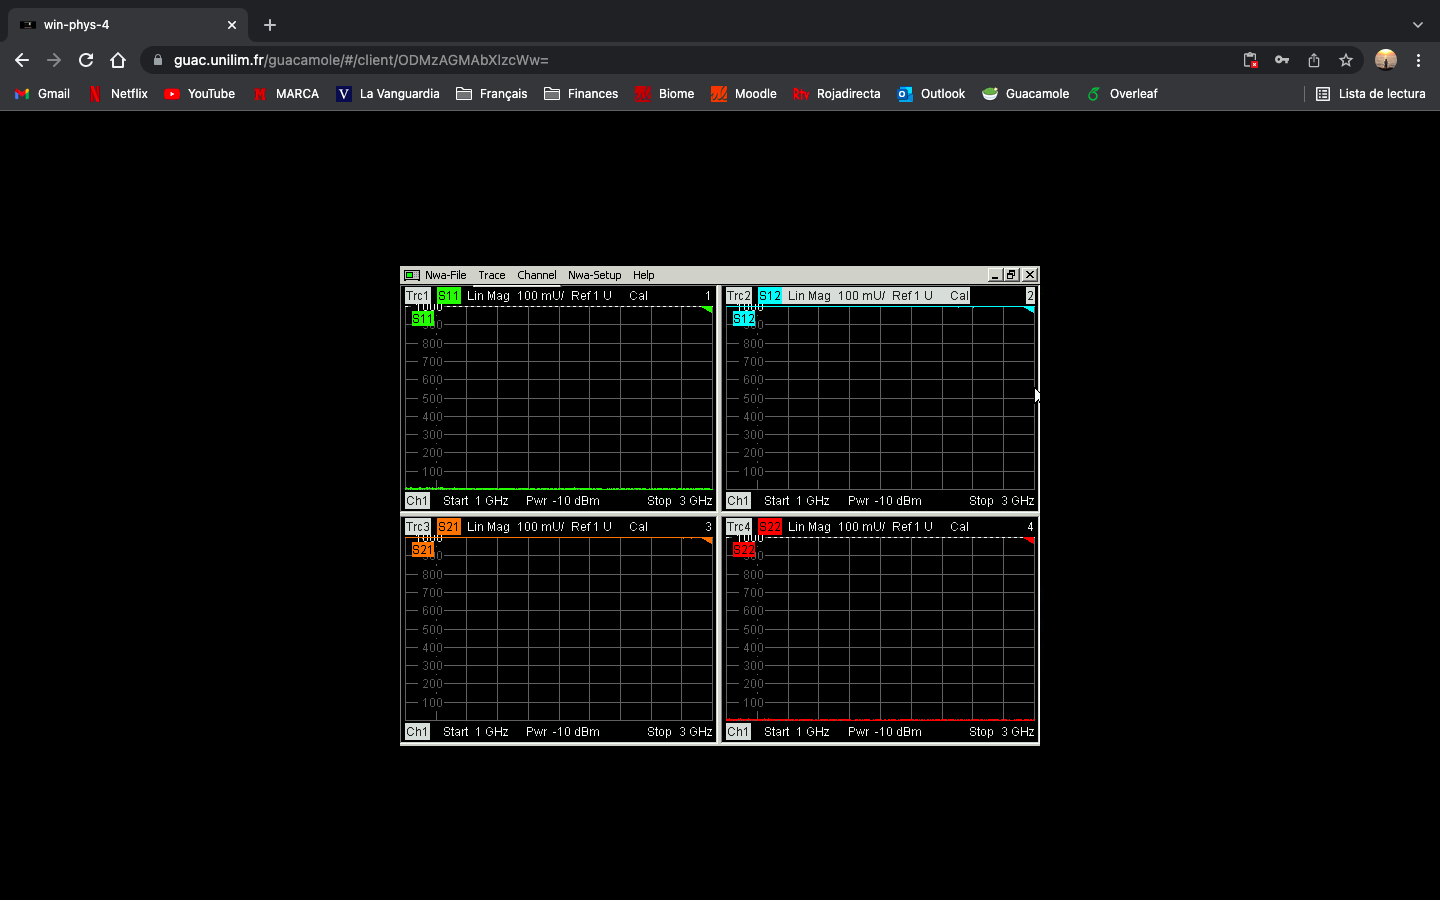 win-phys-4
guac.unilim.fr/guacamole/#/client/ODMzAGMAbXlzcWw=
Gmail Netflix YouTube MARCA La Vanguardia Français Finances Biome Moodle Rojadirecta Outlook Guacamole Overleaf Lista de lectura
Nwa-File Trace Channel Nwa-Setup Help
Trc1 S11 Lin Mag 100 mU/ Ref 1 U Cal 1
1000
S11
800
700
600
500
400
300
200
100
Ch1 Start 1 GHz Pwr -10 dBm Stop 3 GHz
Trc2 S12 Lin Mag 100 mU/ Ref 1 U Cal 2
1000
S12
800
700
600
500
400
300
200
100
Ch1 Start 1 GHz Pwr -10 dBm Stop 3 GHz
Trc3 S21 Lin Mag 100 mU/ Ref 1 U Cal 3
1000
S21
800
700
600
500
400
300
200
100
Ch1 Start 1 GHz Pwr -10 dBm Stop 3 GHz
Trc4 S22 Lin Mag 100 mU/ Ref 1 U Cal 4
1000
S22
800
700
600
500
400
300
200
100
Ch1 Start 1 GHz Pwr -10 dBm Stop 3 GHz